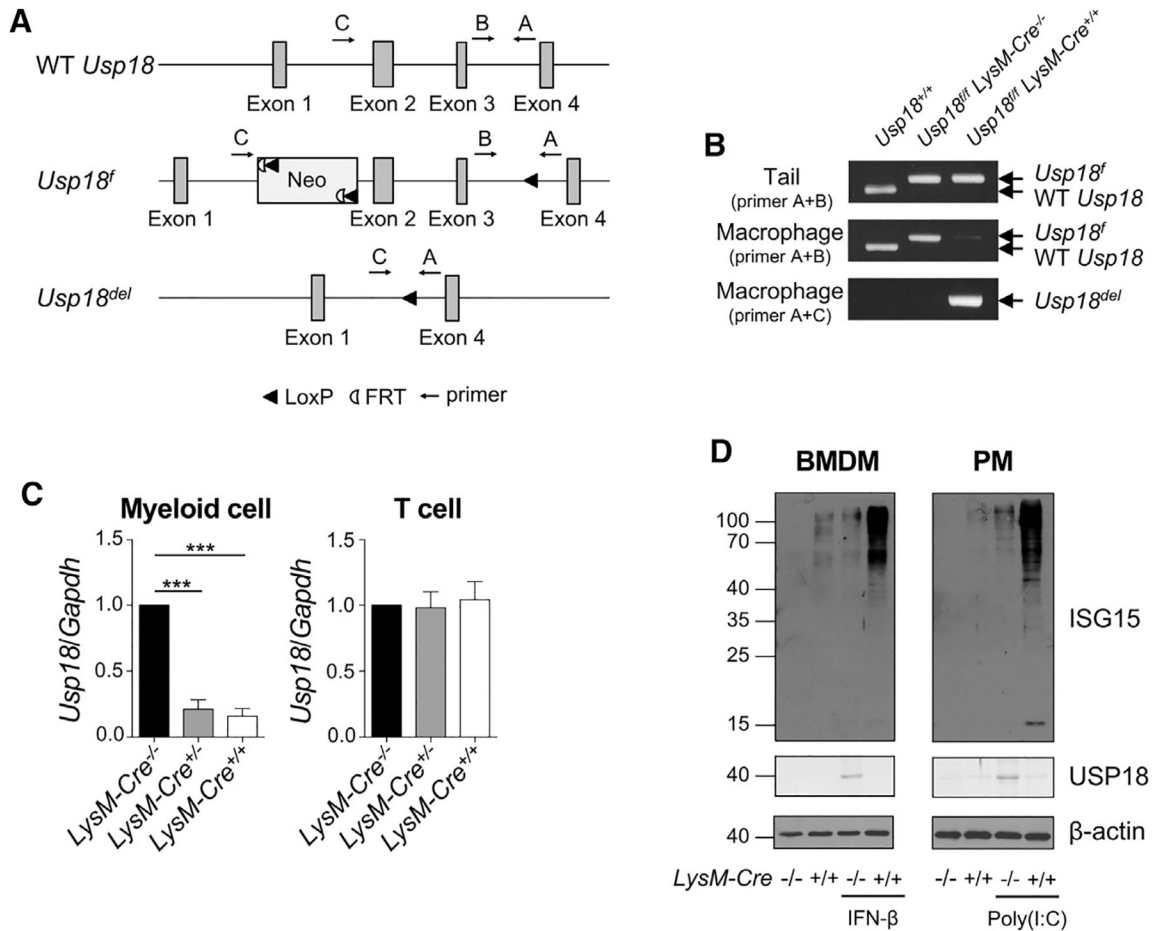 A
C B A
WT Usp18
Exon 1 Exon 2 Exon 3 Exon 4
C B A
Usp18f Neo
Exon 1 Exon 2 Exon 3 Exon 4
C A
Usp18del
Exon 1 Exon 4
LoxP FRT primer
B
Usp18+/+
Usp18f/f LysM-Cre-/-
Usp18f/f LysM-Cre+/+
Tail
(primer A+B)
Usp18f
WT Usp18
Macrophage
(primer A+B)
Usp18f
WT Usp18
Macrophage
(primer A+C)
Usp18del
C
Myeloid cell
Usp18/Gapdh
1.5
1.0
0.5
0.0
***
***
LysM-Cre-/-
LysM-Cre+/-
LysM-Cre+/+
T cell
Usp18/Gapdh
1.5
1.0
0.5
0.0
LysM-Cre-/-
LysM-Cre+/-
LysM-Cre+/+
D
BMDM PM
100
70
40
35
25
15
ISG15
40 USP18
40 β-actin
LysM-Cre -/- +/+ -/- +/+ -/- +/+ -/- +/+
IFN-β Poly(I:C)